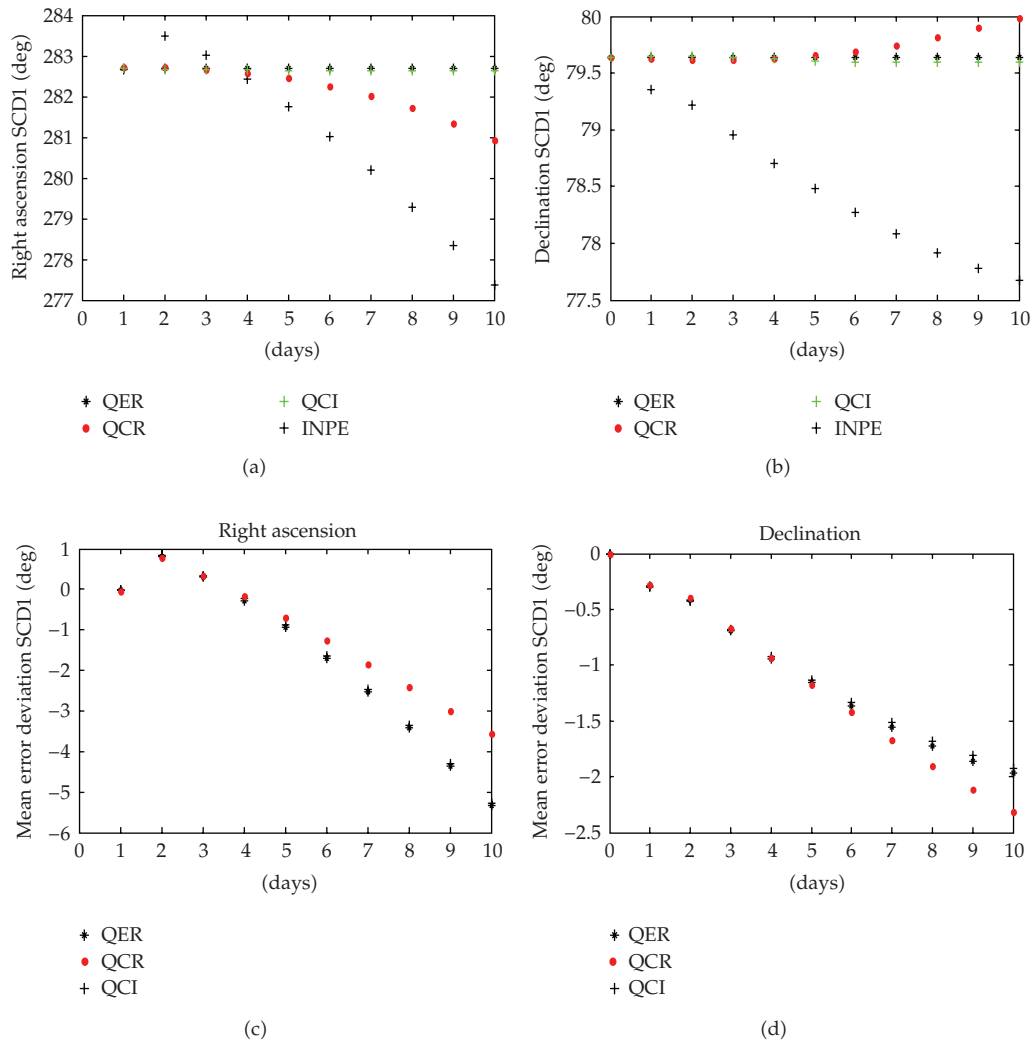 284
283
282
281
280
279
278
277
Right ascension SCD1 (deg)
0 1 2 3 4 5 6 7 8 9 10
(days)
QER
QCR
QCI
INPE
(a)
80
79.5
79
78.5
78
77.5
Declination SCD1 (deg)
0 1 2 3 4 5 6 7 8 9 10
(days)
QER
QCR
QCI
INPE
(b)
Right ascension
1
0
−1
−2
−3
−4
−5
−6
Mean error deviation SCD1 (deg)
0 1 2 3 4 5 6 7 8 9 10
(days)
QER
QCR
QCI
(c)
Declination
0
−0.5
−1
−1.5
−2
−2.5
Mean error deviation SCD1 (deg)
0 1 2 3 4 5 6 7 8 9 10
(days)
QER
QCR
QCI
(d)